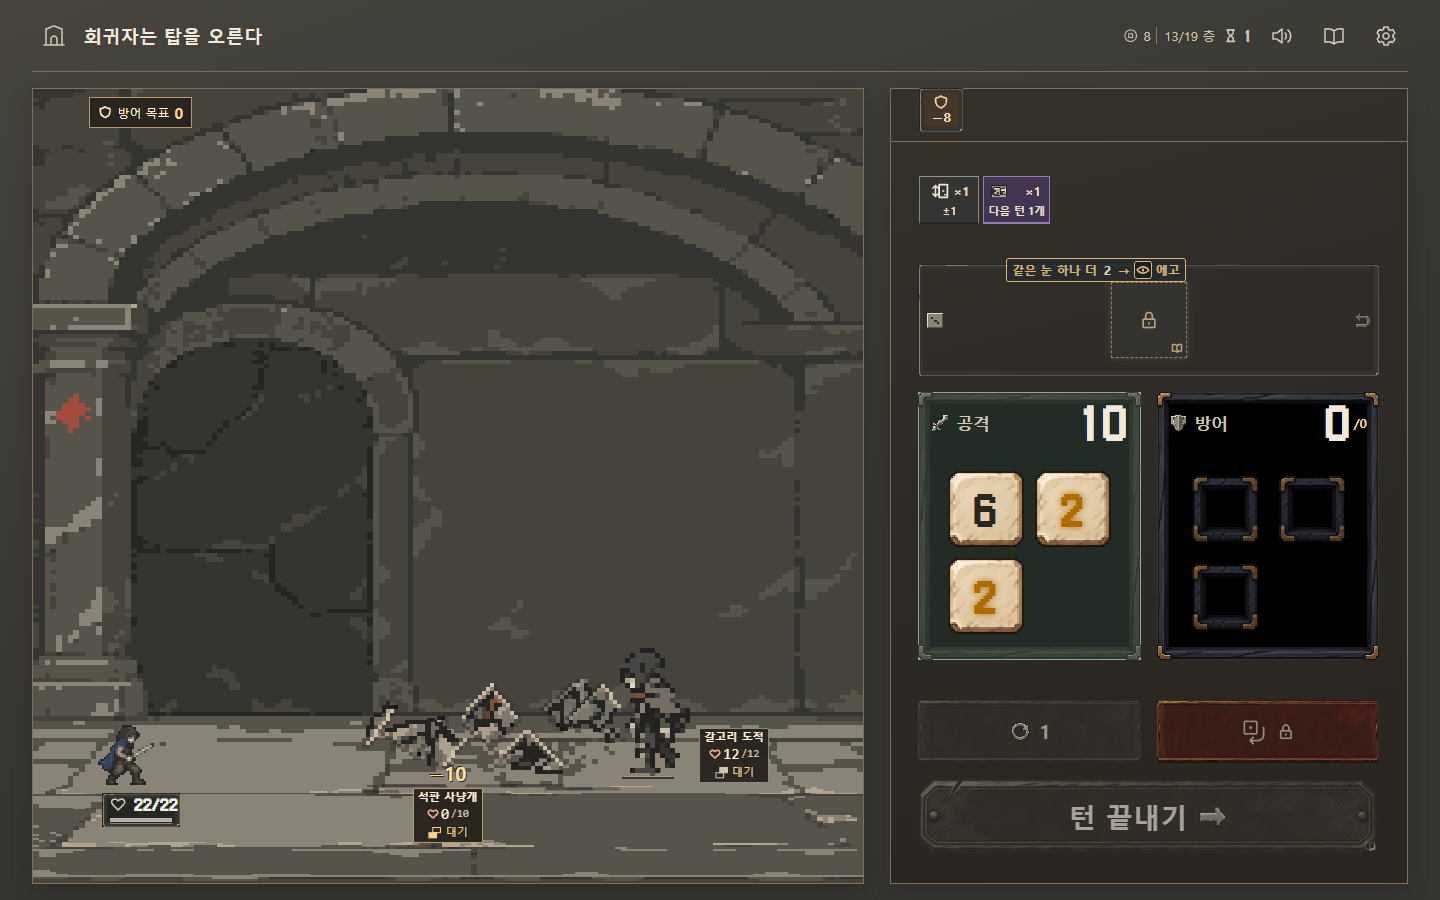 회귀자는 탑을 오른다
8 13/19 층 1
방어 목표 0
−8
×1
±1
×1
다음 턴 1개
같은 눈 하나 더 2 → 예고
공격 10
6 2
2
방어 0/0
갈고리 도적
12/12
대기
−10
석판 사냥개
0/10
대기
22/22
1
턴 끝내기